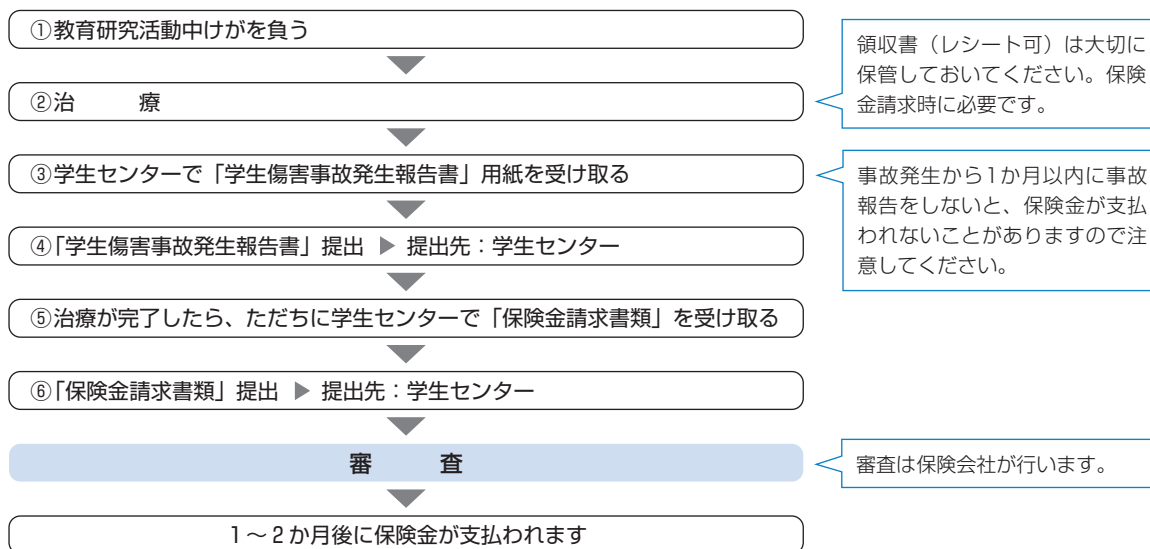 ①教育研究活動中けがを負う
領収書（レシート可）は大切に
保管しておいてください。保険
金請求時に必要です。
②治　　療
③学生センターで「学生傷害事故発生報告書」用紙を受け取る
事故発生から1か月以内に事故
報告をしないと、保険金が支払
われないことがありますので注
意してください。
④「学生傷害事故発生報告書」提出 ▶ 提出先：学生センター
⑤治療が完了したら、ただちに学生センターで「保険金請求書類」を受け取る
⑥「保険金請求書類」提出 ▶ 提出先：学生センター
審　　査
審査は保険会社が行います。
1～2か月後に保険金が支払われます